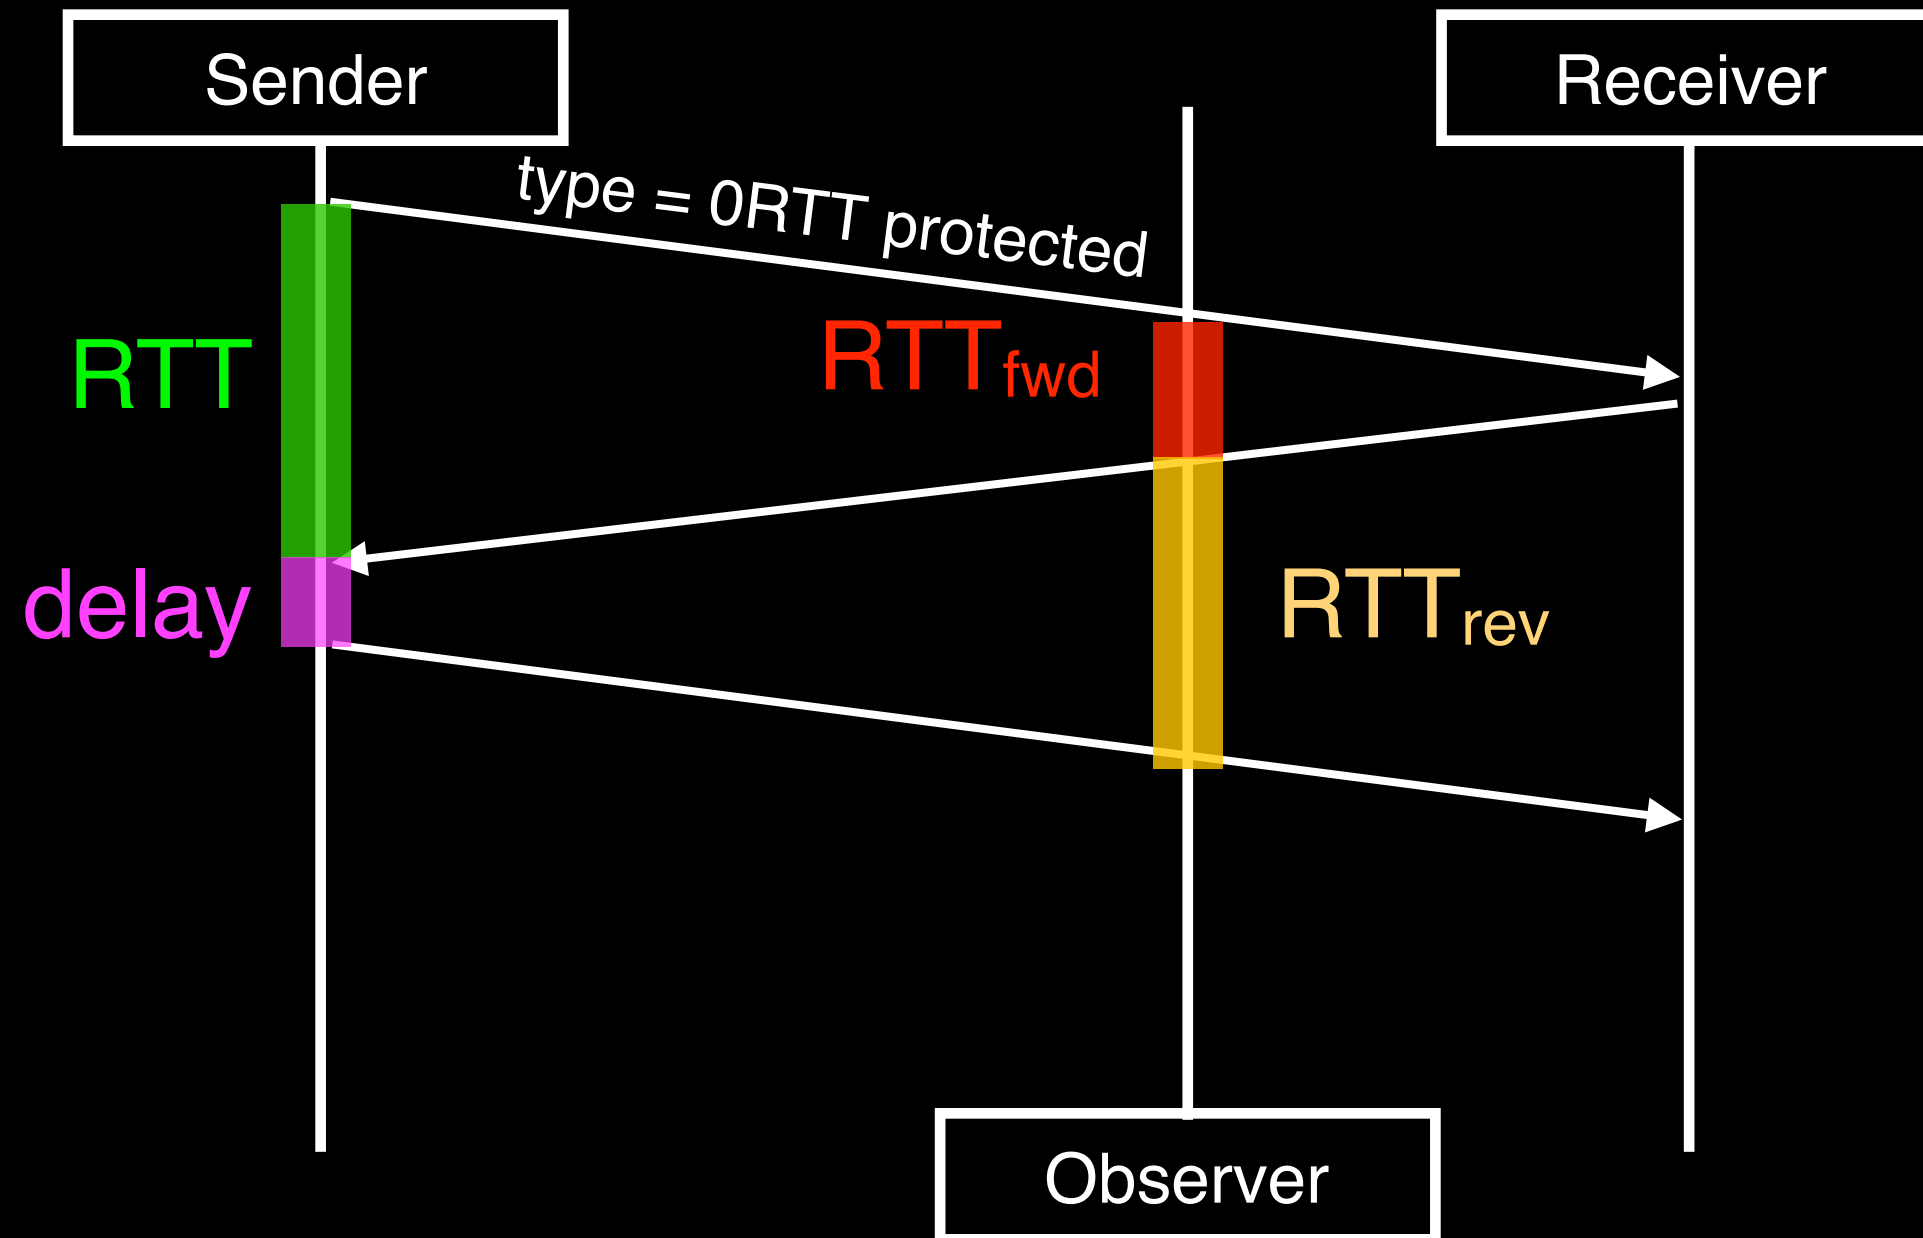 Sender
Receiver
type = 0RTT protected
RTT
RTTfwd
delay
RTTrev
Observer